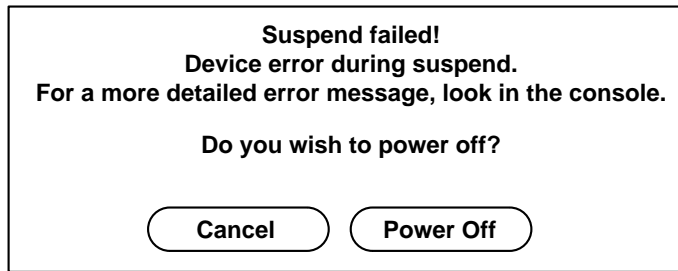 Suspend failed!
Device error during suspend.
For a more detailed error message, look in the console.
Do you wish to power off?
Cancel
Power Off